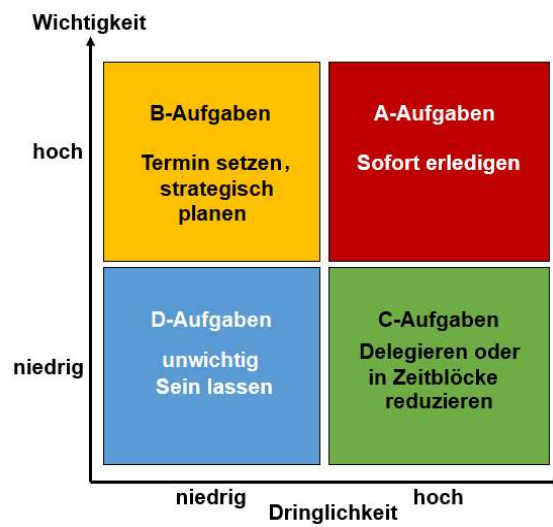 Wichtigkeit
hoch
B-Aufgaben
Termin setzen,
strategisch
planen
A-Aufgaben
Sofort erledigen
niedrig
D-Aufgaben
unwichtig
Sein lassen
C-Aufgaben
Delegieren oder
in Zeitblöcke
reduzieren
niedrig
hoch
Dringlichkeit